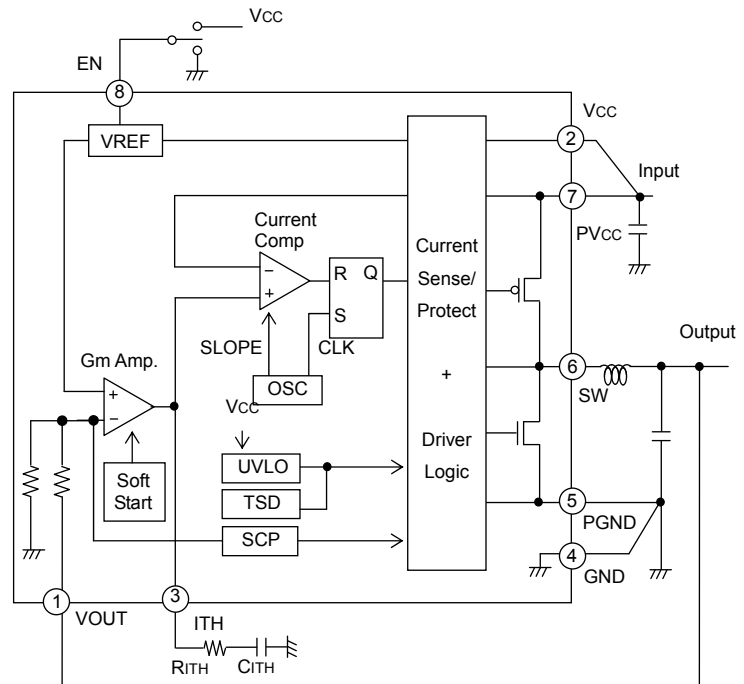 VCC
EN
8
VCC
VREF
2
Input
7
Current
Comp
PVCC
Current
Sense/
Protect
+
Driver
Logic
−
+
R
Q
S
SLOPE
CLK
Output
Gm Amp.
OSC
6
SW
+
−
VCC
Soft
Start
UVLO
TSD
SCP
5
PGND
4
GND
1
VOUT
3
ITH
RITH
CITH